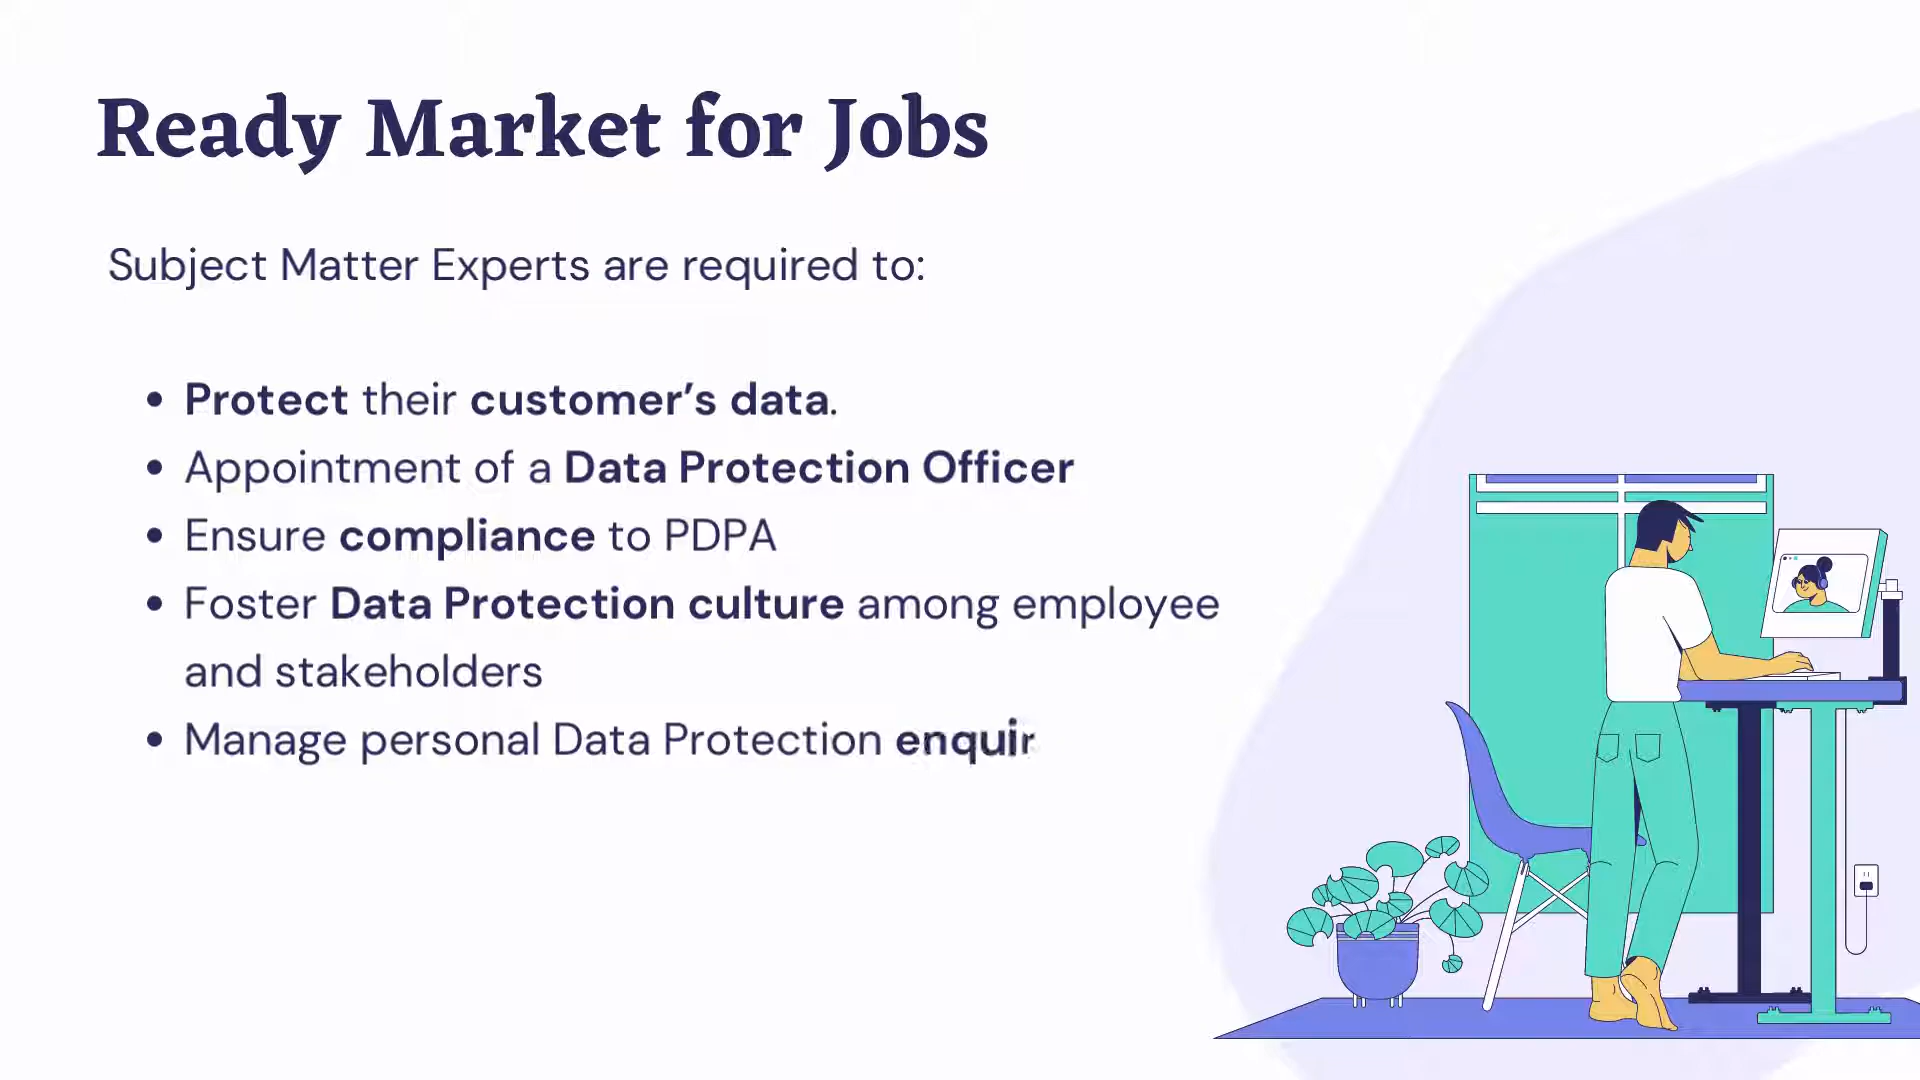 Ready Market for Jobs
Subject Matter Experts are required to:
• Protect their customer’s data.
• Appointment of a Data Protection Officer
• Ensure compliance to PDPA
• Foster Data Protection culture among employee
and stakeholders
• Manage personal Data Protection enquir